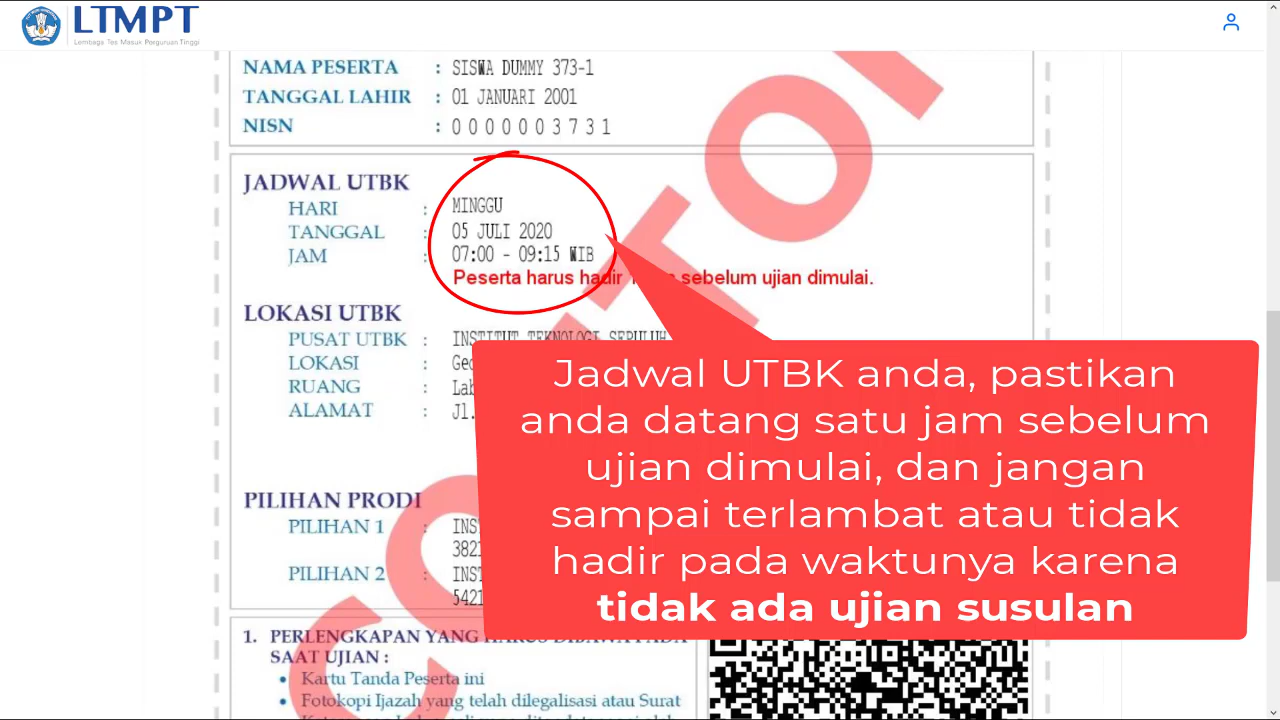 LTMPT
Lembaga Tes Masuk Perguruan Tinggi
NAMA PESERTA : SISWA DUMMY 373-1
TANGGAL LAHIR : 01 JANUARI 2001
NISN : 0000003731
JADWAL UTBK
HARI : MINGGU
TANGGAL : 05 JULI 2020
JAM : 07:00 - 09:15 WIB
Peserta harus hadir sebelum ujian dimulai.
LOKASI UTBK
PUSAT UTBK : INSTITUT TEKNOLOGI SEPULUH
LOKASI :
RUANG :
ALAMAT : Jl.
Jadwal UTBK anda, pastikan
anda datang satu jam sebelum
ujian dimulai, dan jangan
sampai terlambat atau tidak
hadir pada waktunya karena
tidak ada ujian susulan
PILIHAN PRODI
PILIHAN 1 :
PILIHAN 2 :
1. PERLENGKAPAN YANG HARUS DIBAWA PADA
SAAT UJIAN :
• Kartu Tanda Peserta ini
• Fotokopi Ijazah yang telah dilegalisasi atau Surat